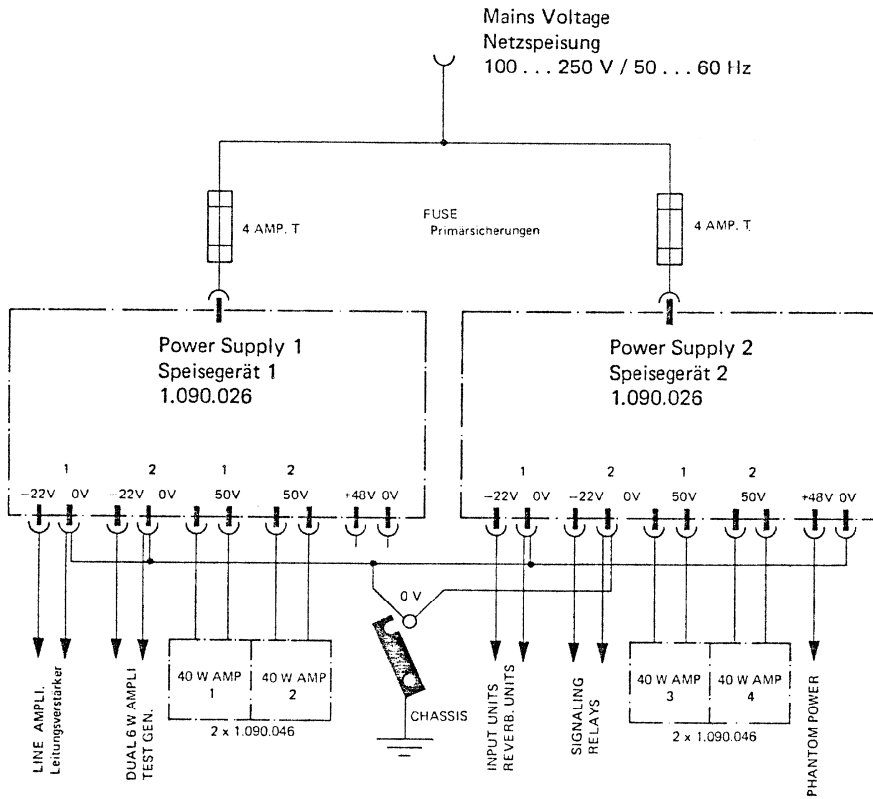 Mains Voltage
Netzspeisung
100 . . . 250 V / 50 . . . 60 Hz
4 AMP. T
FUSE
Primärsicherungen
4 AMP. T
Power Supply 1
Speisegerät 1
1.090.026
Power Supply 2
Speisegerät 2
1.090.026
1 2 1 2
−22V 0V −22V 0V 50V 50V +48V 0V
1 2 1 2
−22V 0V −22V 0V 50V 50V +48V 0V
0 V
LINE AMPLI.
Leitungsverstärker
DUAL 6 W AMPLI
TEST GEN.
40 W AMP
1
40 W AMP
2
2 x 1.090.046
CHASSIS
INPUT UNITS
REVERB. UNITS
SIGNALING
RELAYS
40 W AMP
3
40 W AMP
4
2 x 1.090.046
PHANTOM POWER